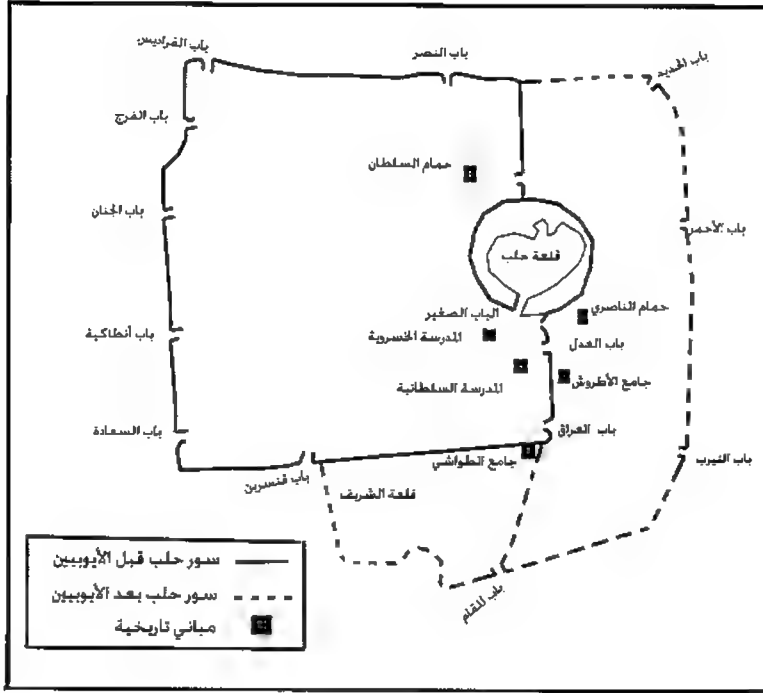 باب الفراديس
باب النصر
باب الحديد
باب الفرج
حمام السلطان
باب الجنان
باب الأحمر
قلعة حلب
الباب الصغير
حمام الناصري
باب أنطاكية
المدرسة الخسروية
باب العدل
المدرسة السلطانية
جامع الأطروش
باب السعادة
باب العراق
جامع الطواشي
باب النيرب
باب قنسرين
قلعة الشريف
باب المقام
سور حلب قبل الأيوبيين
سور حلب بعد الأيوبيين
مباني تاريخية